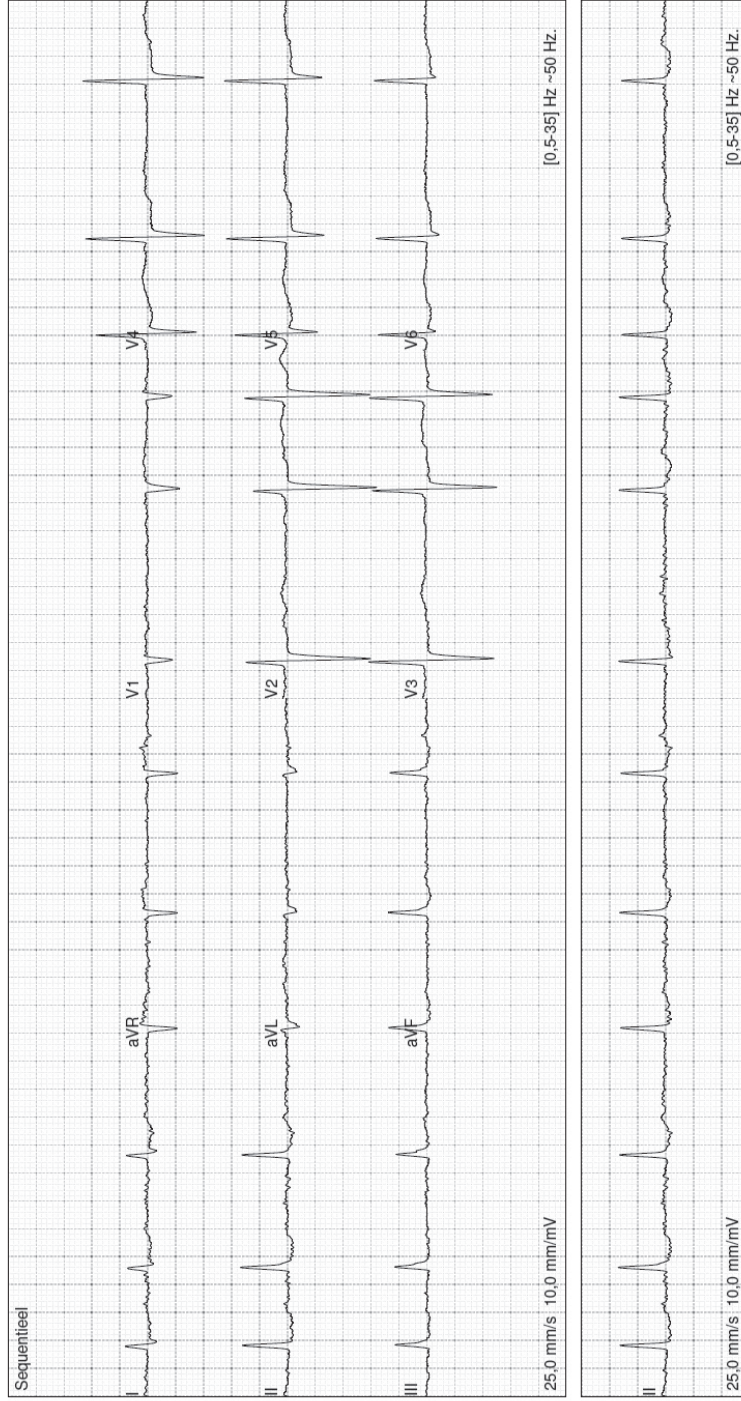 Sequentieel
I
aVR
V1
V4
II
aVL
V2
V5
III
aVF
V3
V6
25,0 mm/s 10,0 mm/mV
[0,5-35] Hz ~50 Hz.
II
25,0 mm/s 10,0 mm/mV
[0,5-35] Hz ~50 Hz.